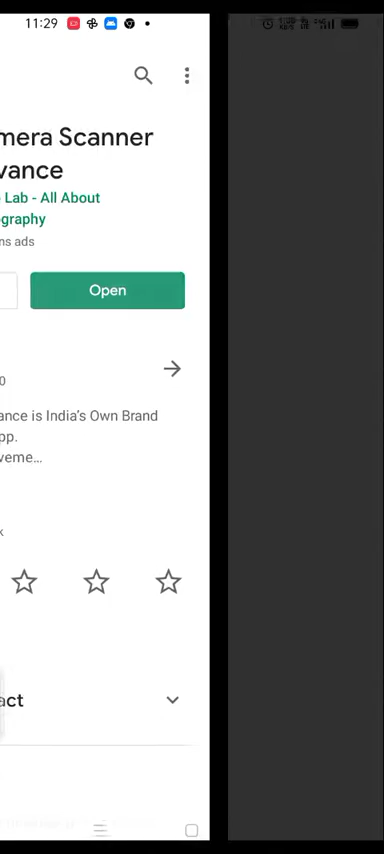 11:29
mera Scanner
vance
Lab - All About
graphy
ns ads
Open
0
ance is India's Own Brand
pp.
veme...
k
act